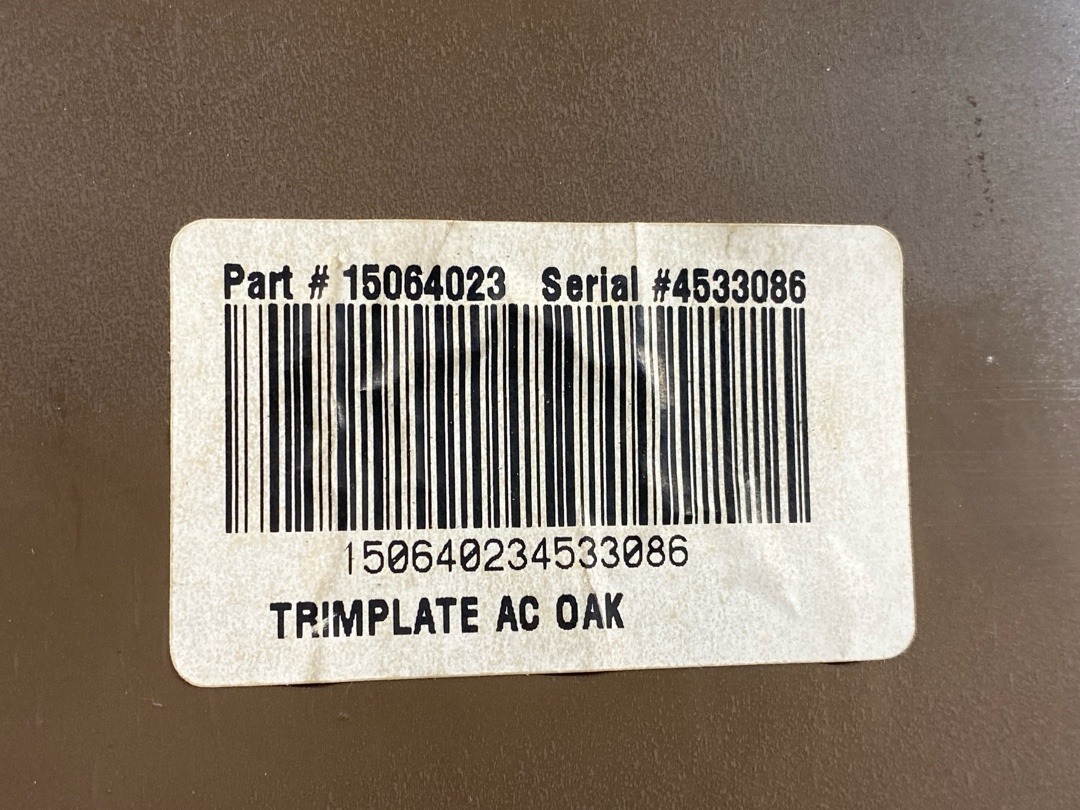 Part # 15064023 Serial #4533086
150640234533086
TRIMPLATE AC OAK